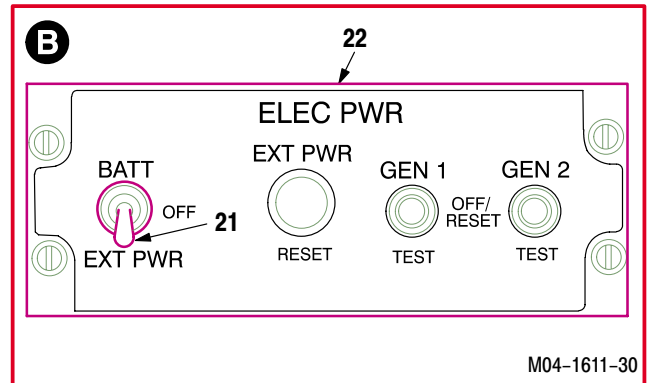 B
22
ELEC PWR
EXT PWR
BATT
GEN 1
GEN 2
OFF
21
OFF/
RESET
EXT PWR
RESET
TEST
TEST
M04-1611-30